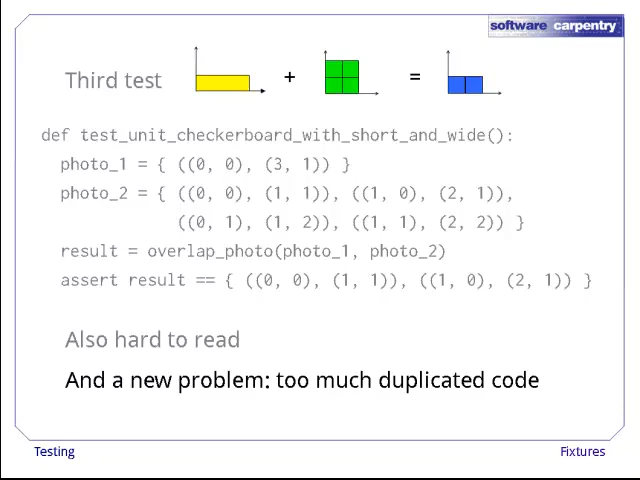 software carpentry
Third test + =
def test_unit_checkerboard_with_short_and_wide():
photo_1 = { ((0, 0), (3, 1)) }
photo_2 = { ((0, 0), (1, 1)), ((1, 0), (2, 1)),
((0, 1), (1, 2)), ((1, 1), (2, 2)) }
result = overlap_photo(photo_1, photo_2)
assert result == { ((0, 0), (1, 1)), ((1, 0), (2, 1)) }
Also hard to read
And a new problem: too much duplicated code
Testing Fixtures